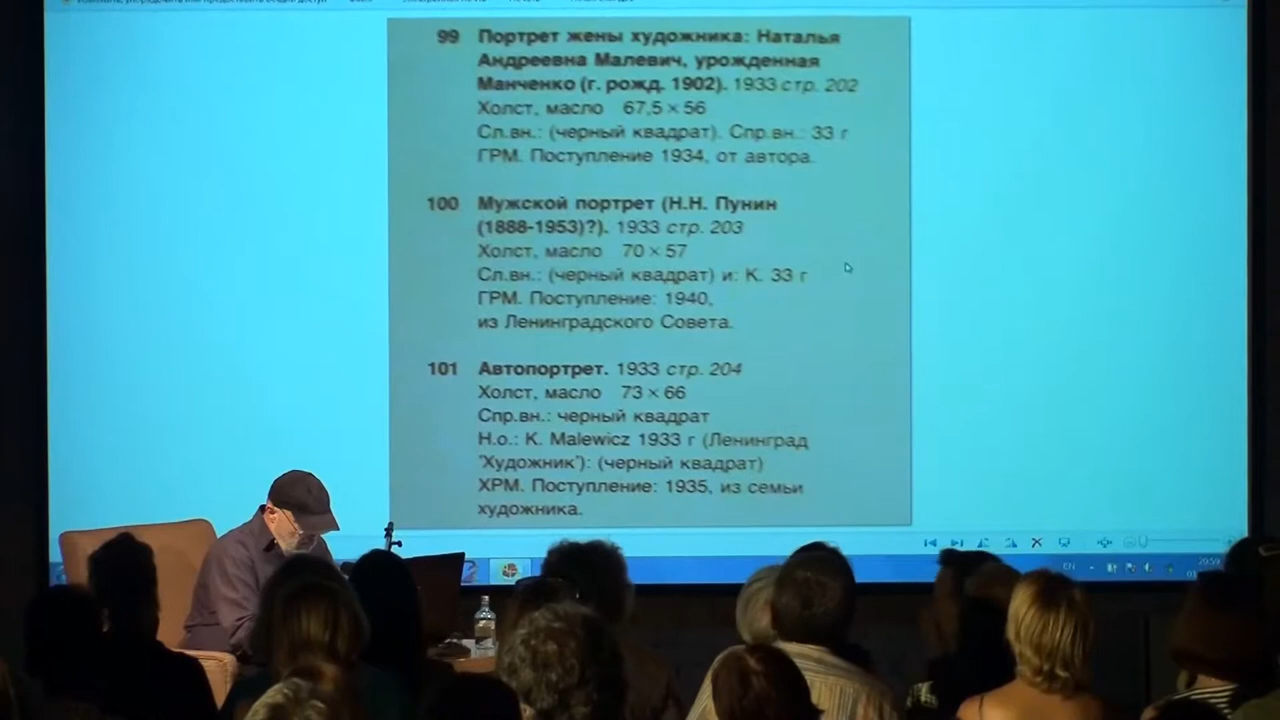 99 Портрет жены художника: Наталья
Андреевна Малевич, урожденная
Манченко (г. рожд. 1902). 1933 стр. 202
Холст, масло 67,5 × 56
Сл.вн.: (черный квадрат). Спр.вн.: 33 г
ГРМ. Поступление 1934, от автора.
100 Мужской портрет (Н.Н. Пунин
(1888-1953)?). 1933 стр. 203
Холст, масло 70 × 57
Сл.вн.: (черный квадрат) и: К. 33 г
ГРМ. Поступление: 1940,
из Ленинградского Совета.
101 Автопортрет. 1933 стр. 204
Холст, масло 73 × 66
Спр.вн.: черный квадрат
Н.о.: K. Malewicz 1933 г (Ленинград
'Художник'): (черный квадрат)
ХРМ. Поступление: 1935, из семьи
художника.
EN
20:59